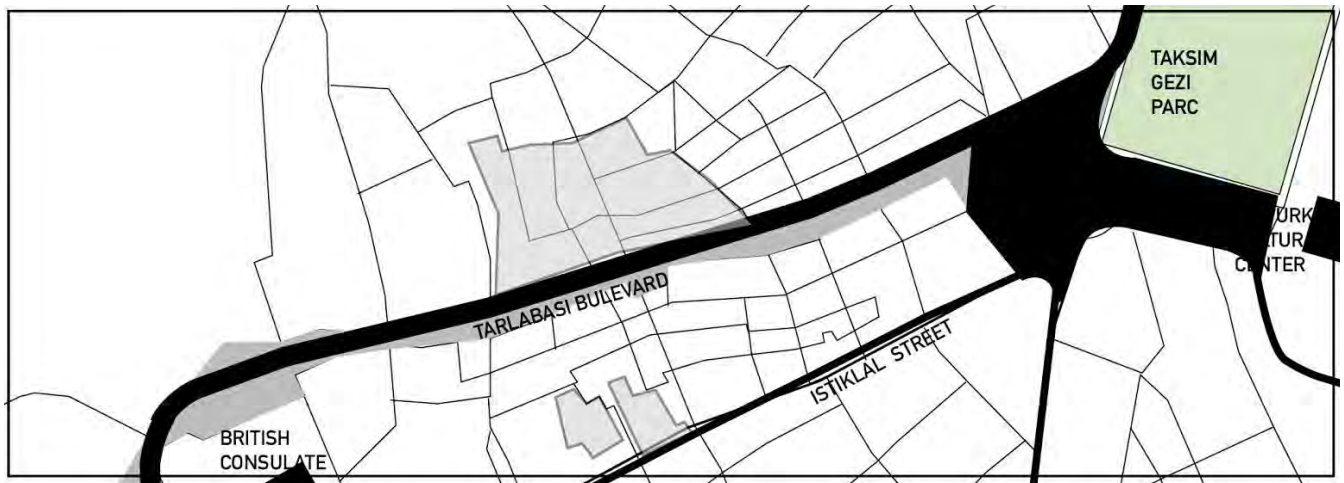 TAKSIM
GEZI
PARC
TARLABASI BULEVARD
ISTIKLAL STREET
CENTER
BRITISH
CONSULATE